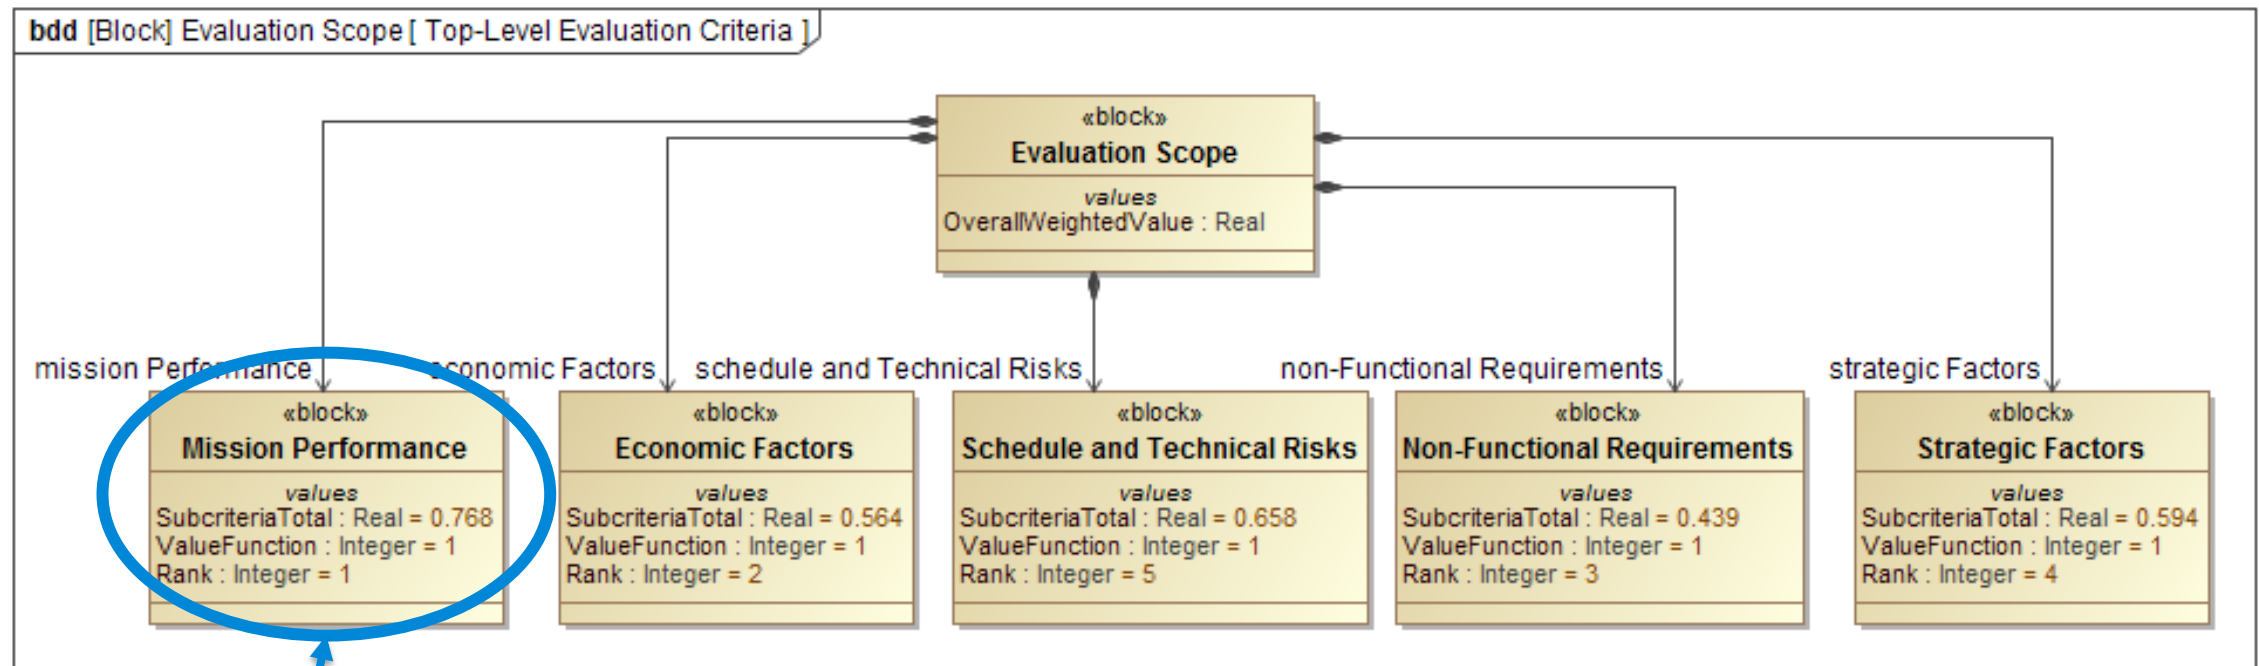 bdd [Block] Evaluation Scope [ Top-Level Evaluation Criteria ]
«block»
Evaluation Scope
values
OverallWeightedValue : Real
mission Performance
economic Factors
schedule and Technical Risks
non-Functional Requirements
strategic Factors
«block»
Mission Performance
values
SubcriteriaTotal : Real = 0.768
ValueFunction : Integer = 1
Rank : Integer = 1
«block»
Economic Factors
values
SubcriteriaTotal : Real = 0.564
ValueFunction : Integer = 1
Rank : Integer = 2
«block»
Schedule and Technical Risks
values
SubcriteriaTotal : Real = 0.658
ValueFunction : Integer = 1
Rank : Integer = 5
«block»
Non-Functional Requirements
values
SubcriteriaTotal : Real = 0.439
ValueFunction : Integer = 1
Rank : Integer = 3
«block»
Strategic Factors
values
SubcriteriaTotal : Real = 0.594
ValueFunction : Integer = 1
Rank : Integer = 4